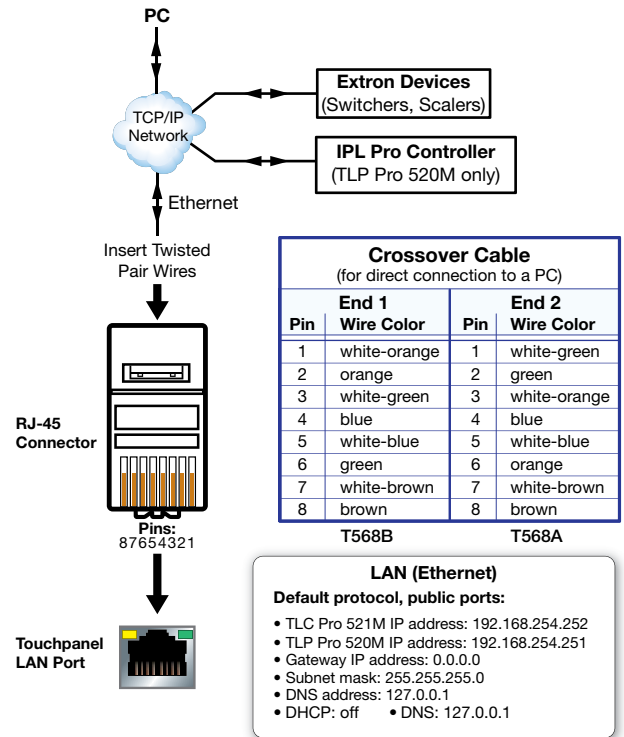 PC
TCP/IP
Network
Extron Devices
(Switchers, Scalers)
IPL Pro Controller
(TLP Pro 520M only)
Ethernet
Insert Twisted
Pair Wires
RJ-45
Connector
Pins:
87654321
Touchpanel
LAN Port
Crossover Cable
(for direct connection to a PC)
End 1 End 2
Pin Wire Color Pin Wire Color
1 white-orange 1 white-green
2 orange 2 green
3 white-green 3 white-orange
4 blue 4 blue
5 white-blue 5 white-blue
6 green 6 orange
7 white-brown 7 white-brown
8 brown 8 brown
T568B T568A
LAN (Ethernet)
Default protocol, public ports:
• TLC Pro 521M IP address: 192.168.254.252
• TLP Pro 520M IP address: 192.168.254.251
• Gateway IP address: 0.0.0.0
• Subnet mask: 255.255.255.0
• DNS address: 127.0.0.1
• DHCP: off • DNS: 127.0.0.1